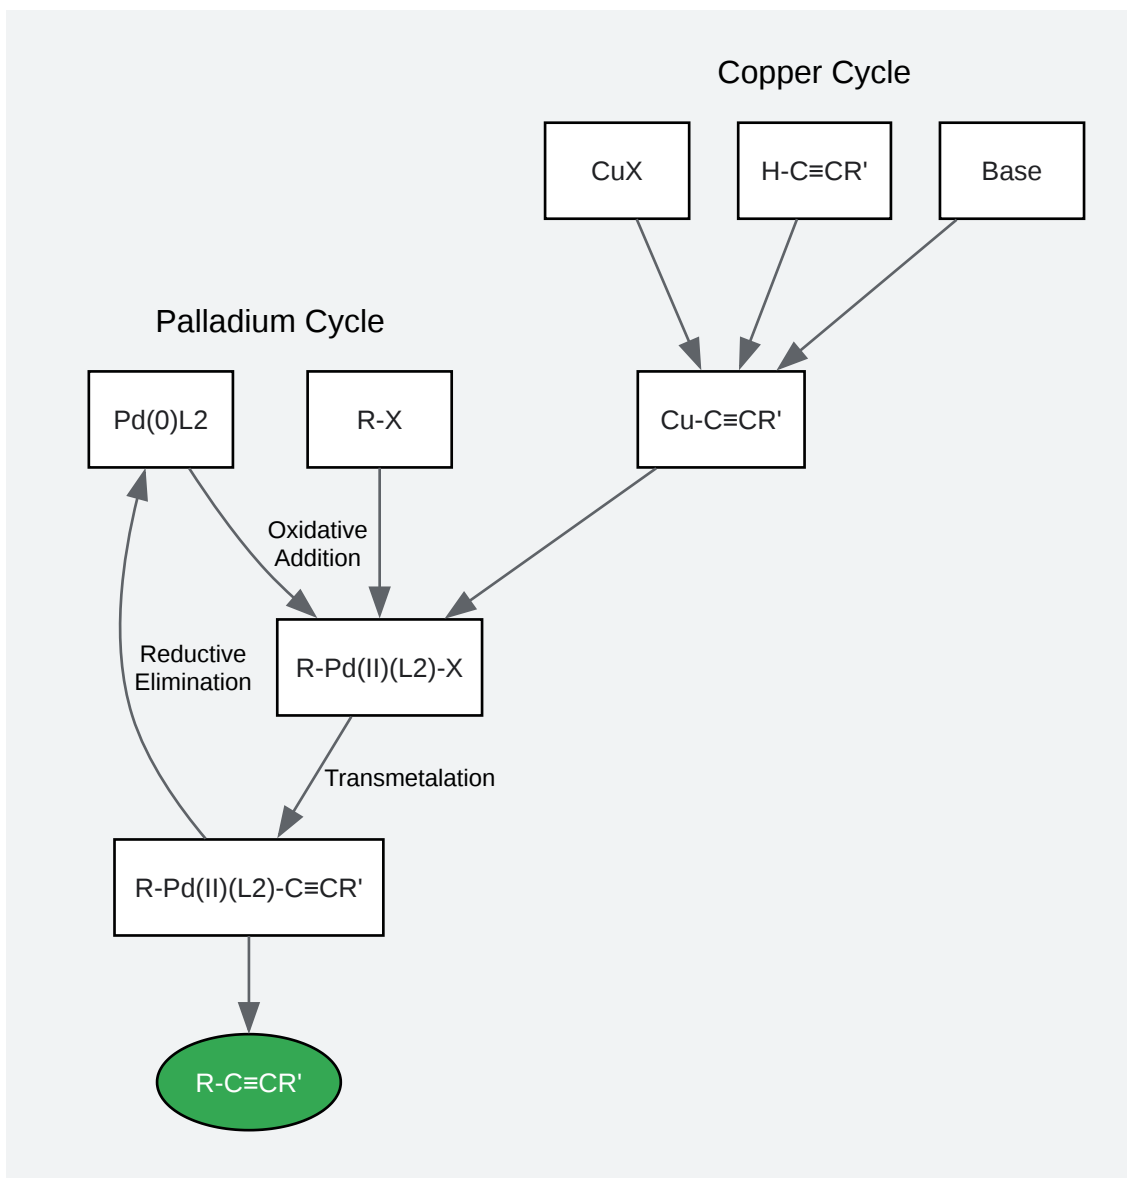 Copper Cycle
CuX
H-C≡CR'
Base
Palladium Cycle
Pd(0)L2
R-X
Cu-C≡CR'
Oxidative
Addition
Reductive
Elimination
R-Pd(II)(L2)-X
Transmetalation
R-Pd(II)(L2)-C≡CR'
R-C≡CR'